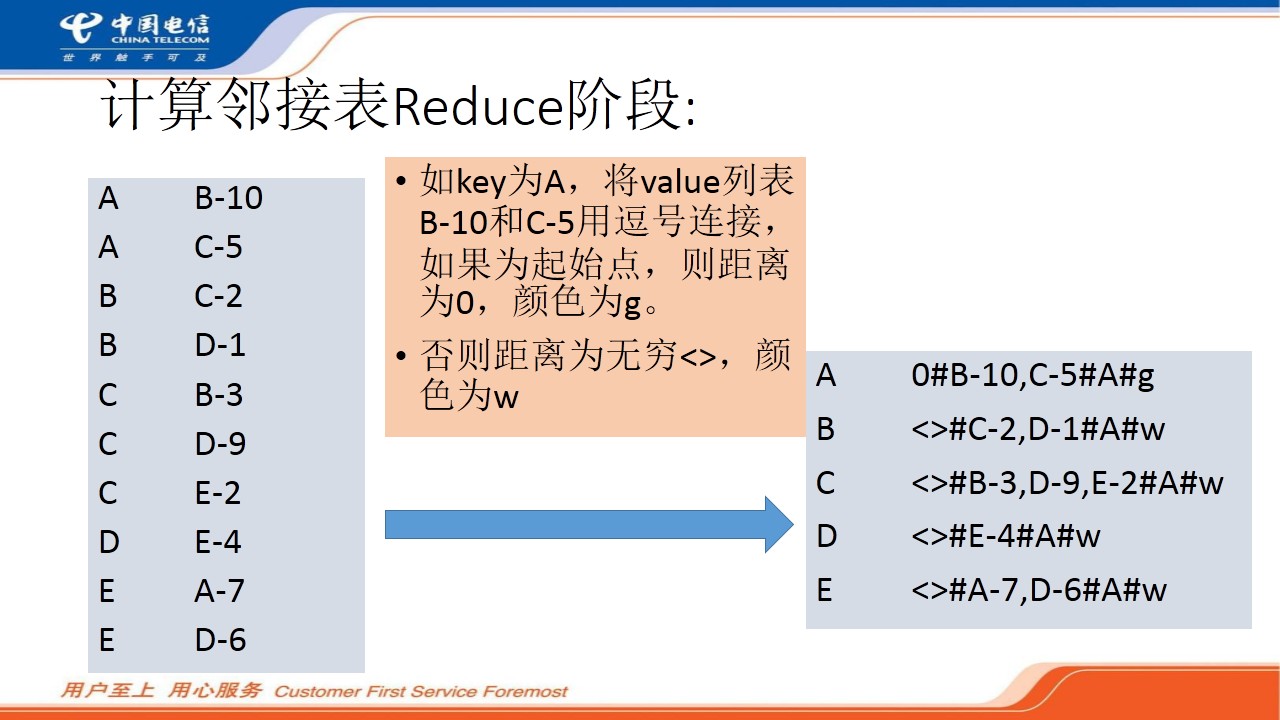 中国电信
CHINA TELECOM
世界触手可及
计算邻接表Reduce阶段:
A B-10
A C-5
B C-2
B D-1
C B-3
C D-9
C E-2
D E-4
E A-7
E D-6
• 如key为A，将value列表
B-10和C-5用逗号连接，
如果为起始点，则距离
为0，颜色为g。
• 否则距离为无穷<>，颜
色为w
A 0#B-10,C-5#A#g
B <>#C-2,D-1#A#w
C <>#B-3,D-9,E-2#A#w
D <>#E-4#A#w
E <>#A-7,D-6#A#w
用户至上 用心服务 Customer First Service Foremost